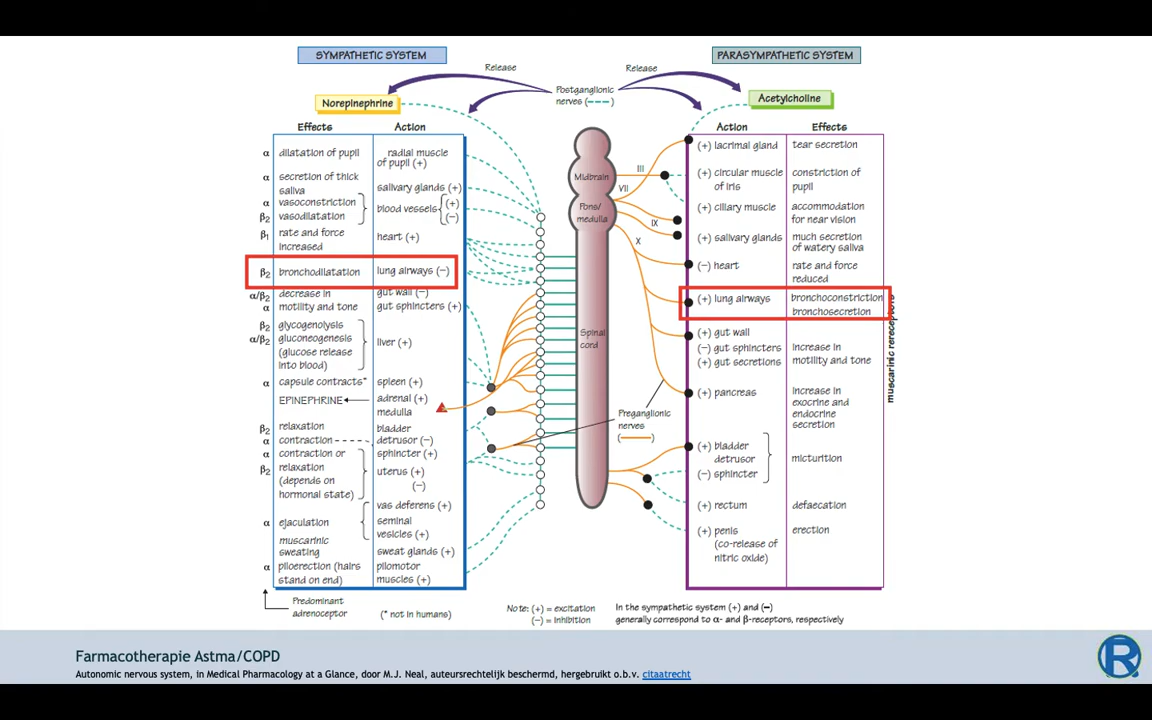 SYMPATHETIC SYSTEM
PARASYMPATHETIC SYSTEM
Release
Release
Postganglionic
nerves (-----)
Norepinephrine
Acetylcholine
Effects
Action
α dilatation of pupil
radial muscle
of pupil (+)
α secretion of thick
saliva
salivary glands (+)
α vasoconstriction
β2 vasodilatation
blood vessels
(+)
(−)
β1 rate and force
increased
heart (+)
β2 bronchodilatation
lung airways (−)
α/β2 decrease in
α motility and tone
gut wall (−)
gut sphincters (+)
β2 glycogenolysis
α/β2 gluconeogenesis
(glucose release
into blood)
liver (+)
α capsule contracts*
spleen (+)
EPINEPHRINE
adrenal (+)
medulla
β2 relaxation
α contraction
bladder
detrusor (−)
sphincter (+)
α contraction or
β2 relaxation
(depends on
hormonal state)
uterus (+)
(−)
α ejaculation
vas deferens (+)
seminal
vesicles (+)
muscarinic
sweating
sweat glands (+)
α piloerection (hairs
stand on end)
pilomotor
muscles (+)
Predominant
adrenoceptor
(* not in humans)
Midbrain
Pons/
medulla
Spinal
cord
III
VII
IX
X
Preganglionic
nerves
(——)
Action
Effects
(+) lacrimal gland
tear secretion
(+) circular muscle
of iris
constriction of
pupil
(+) ciliary muscle
accommodation
for near vision
(+) salivary glands
much secretion
of watery saliva
(−) heart
rate and force
reduced
(+) lung airways
bronchoconstriction
bronchosecretion
(+) gut wall
(−) gut sphincters
(+) gut secretions
increase in
motility and tone
(+) pancreas
increase in
exocrine and
endocrine
secretion
(+) bladder
detrusor
(−) sphincter
micturition
(+) rectum
defaecation
(+) penis
(co-release of
nitric oxide)
erection
muscarinic rereceptors
Note: (+) = excitation
(−) = inhibition
In the sympathetic system (+) and (−)
generally correspond to α- and β-receptors, respectively
Farmacotherapie Astma/COPD
Autonomic nervous system, in Medical Pharmacology at a Glance, door M.J. Neal, auteursrechtelijk beschermd, hergebruikt o.b.v. citaatrecht
R